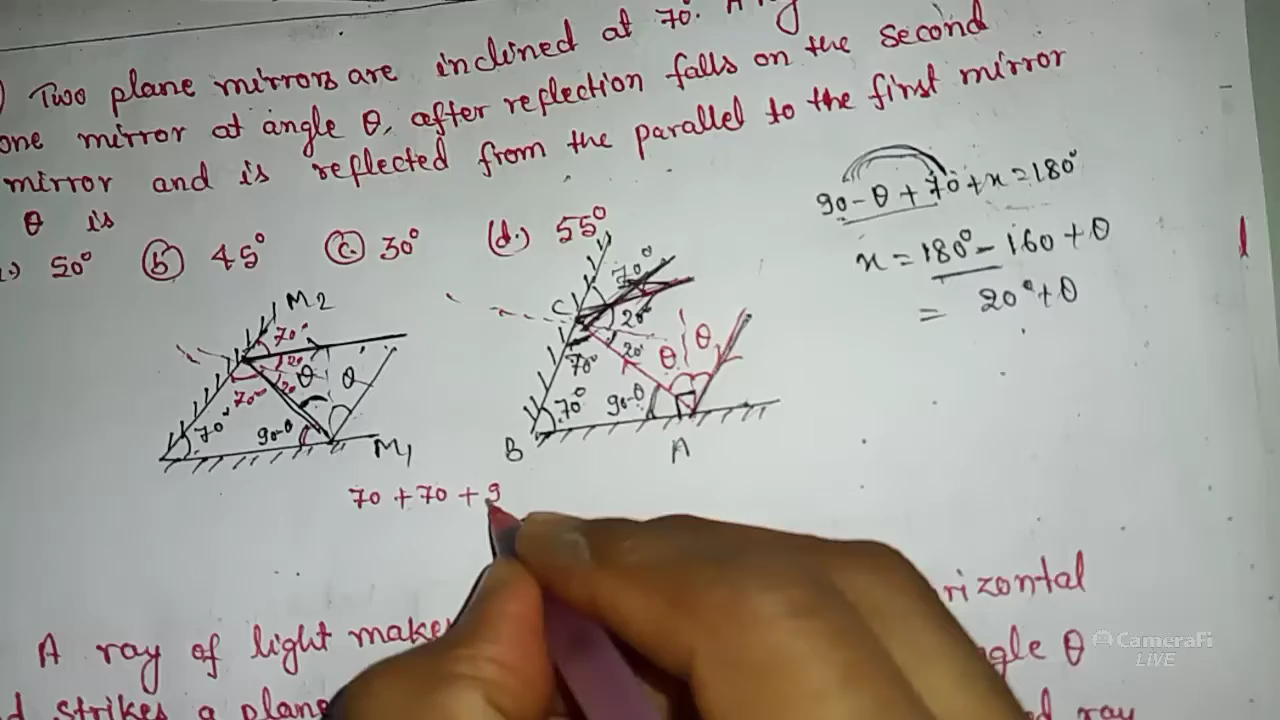 Two plane mirrors are inclined at 70°. A
one mirror at angle θ, after reflection falls on the second
mirror and is reflected from the parallel to the first mirror
θ is
50° (b) 45° (c) 30° (d.) 55°
90-θ+70+x=180°
x=180°-160+θ
= 20°+θ
M2
70°
20
20
θ
θ
70°
70°
90-θ
M1
C
70°
20°
20
θ
θ
70°
70°
90-θ
B
A
70+70+9
rizontal
A ray of light make
ngle θ
strikes a plane
ray
CameraFi
LIVE